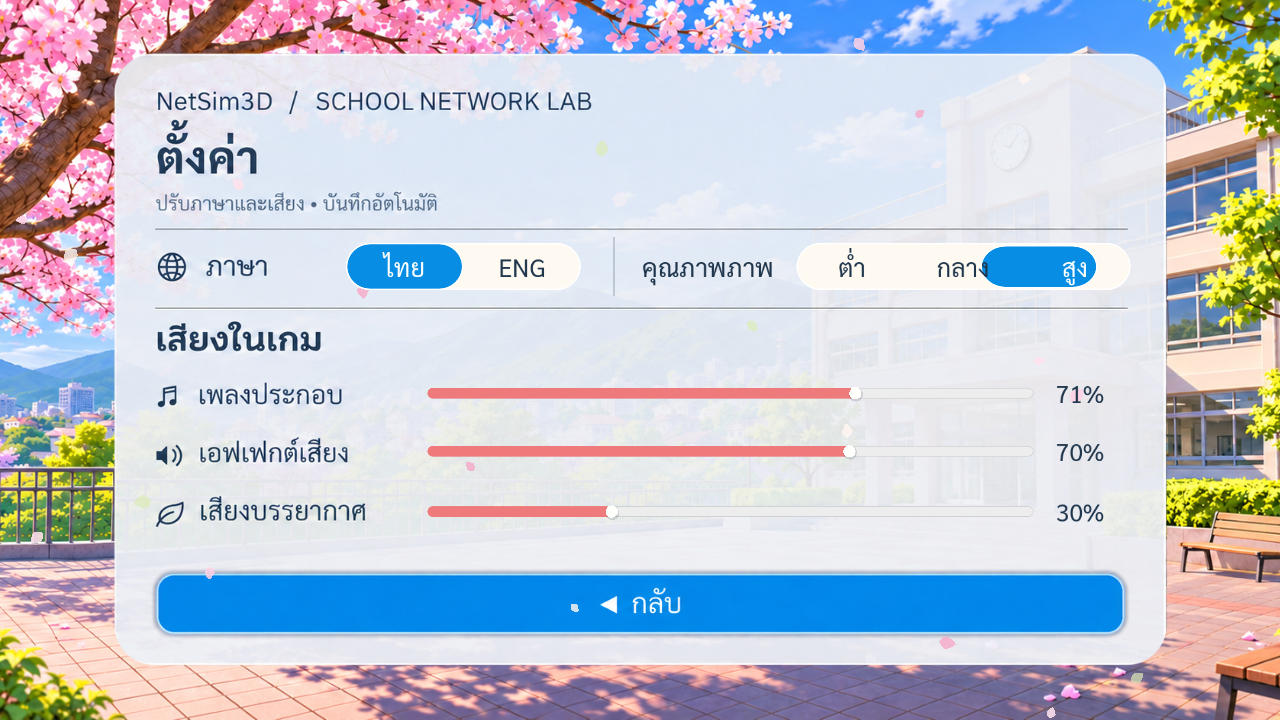 NetSim3D / SCHOOL NETWORK LAB
ตั้งค่า
ปรับภาษาและเสียง • บันทึกอัตโนมัติ
ภาษา ไทย ENG คุณภาพภาพ ต่ำ กลาง สูง
เสียงในเกม
เพลงประกอบ 71%
เอฟเฟกต์เสียง 70%
เสียงบรรยากาศ 30%
◀ กลับ